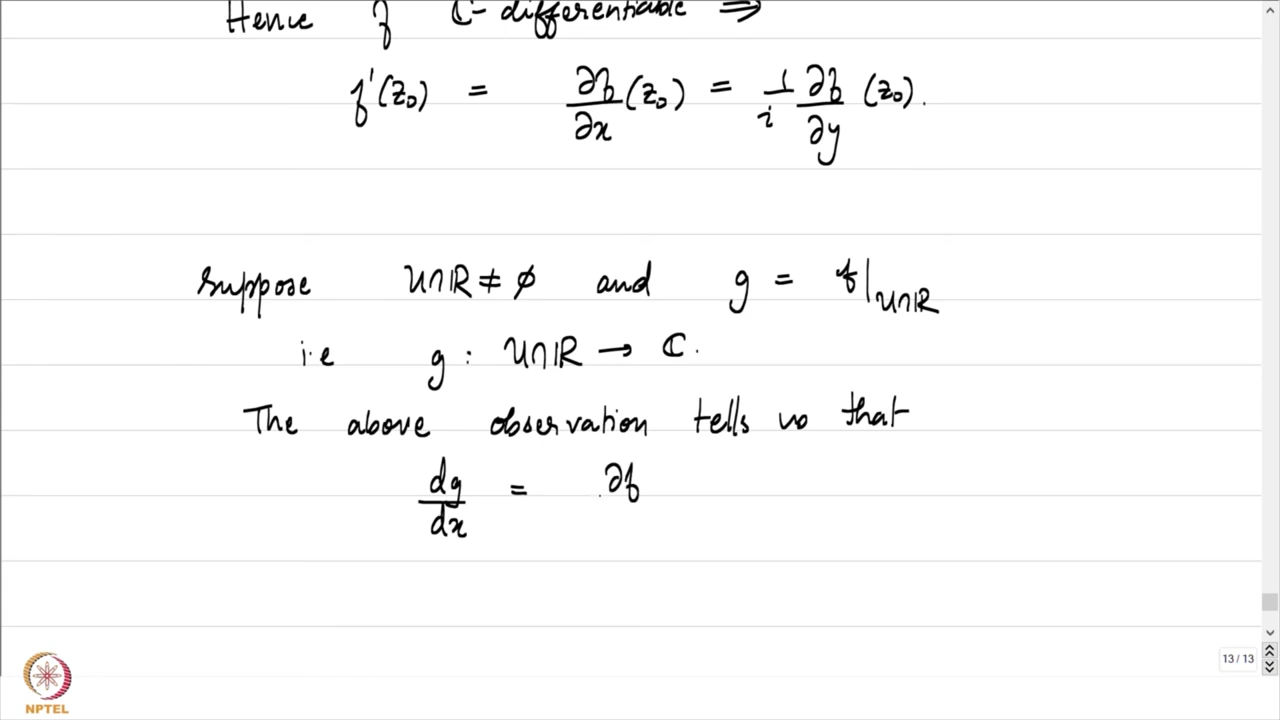 Hence f ℂ-differentiable ⇒
f'(z₀) = ∂f/∂x (z₀) = 1/i ∂f/∂y (z₀).
Suppose U∩ℝ ≠ ∅ and g = f|_{U∩ℝ}
i.e g : U∩ℝ → ℂ.
The above observation tells us that
dg/dx = ∂f
13 / 13
NPTEL